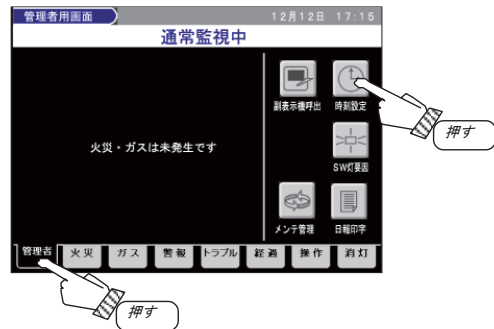 管理者用画面
12月12日 17:15
通常監視中
副表示機呼出
時刻設定
押す
火災・ガスは未発生です
SW灯要因
メンテ管理
日報印字
管理者
火災
ガス
警報
トラブル
経過
操作
消灯
押す